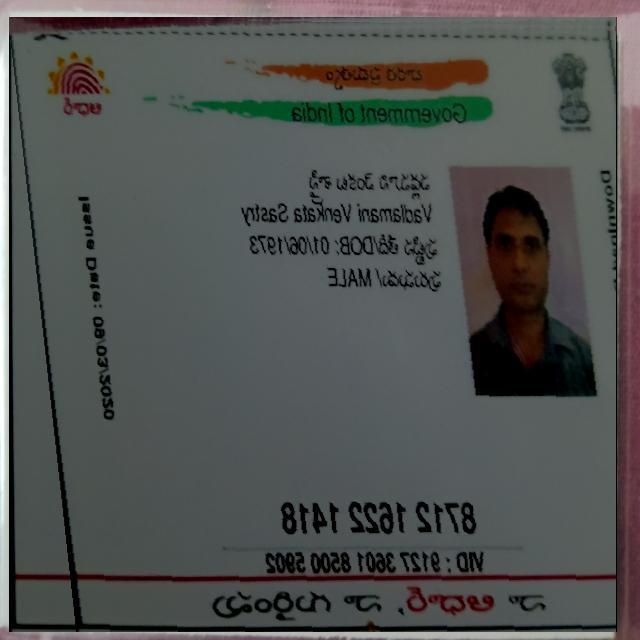 భారత ప్రభుత్వం
Government of India
ఆధార్
వడ్లమాని వెంకట శాస్త్రి
Vadlamani Venkata Sastry
పుట్టిన తేదీ/DOB: 01/06/1973
పురుషుడు/ MALE
Issue Date: 08/03/2020
8712 1622 1418
VID : 9127 3601 8500 5902
నా ఆధార్, నా గుర్తింపు